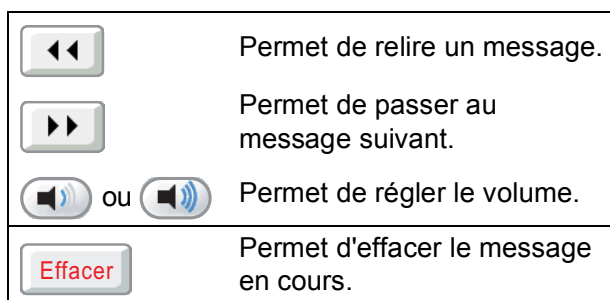 Permet de relire un message.
Permet de passer au
message suivant.
ou
Permet de régler le volume.
Effacer
Permet d'effacer le message
en cours.